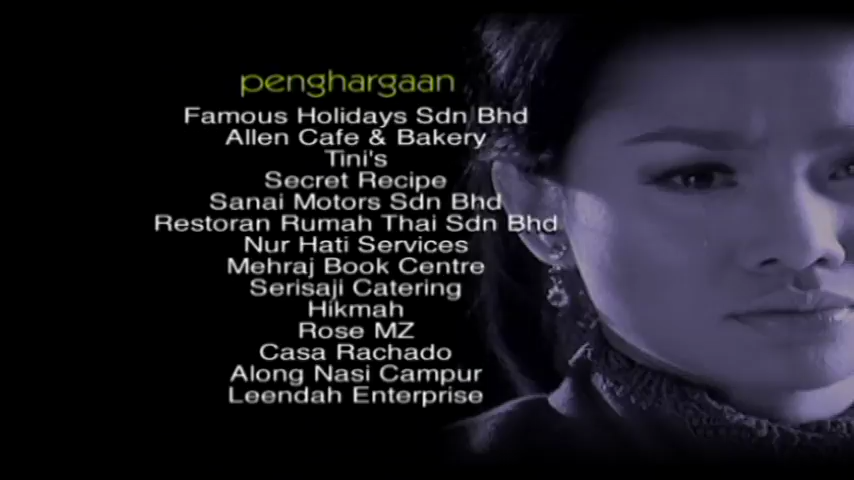 penghargaan
Famous Holidays Sdn Bhd
Allen Cafe & Bakery
Tini's
Secret Recipe
Sanai Motors Sdn Bhd
Restoran Rumah Thai Sdn Bhd
Nur Hati Services
Mehraj Book Centre
Serisaji Catering
Hikmah
Rose MZ
Casa Rachado
Along Nasi Campur
Leendah Enterprise